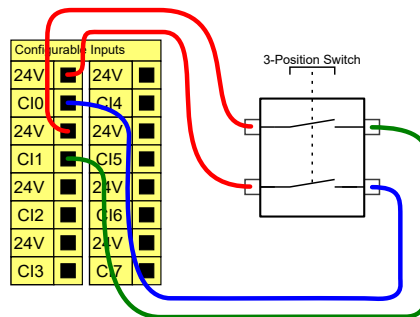 Configurable Inputs
24V 24V
CI0 CI4
24V 24V
CI1 CI5
24V 24V
CI2 CI6
24V 24V
CI3 CI7
3-Position Switch